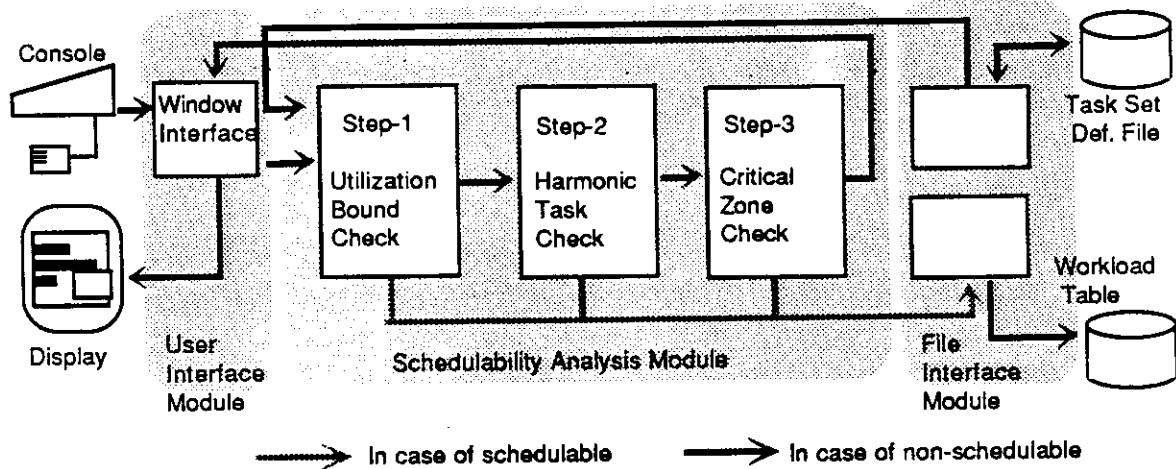 Console
Window
Interface
Step-1
Utilization
Bound
Check
Step-2
Harmonic
Task
Check
Step-3
Critical
Zone
Check
Task Set
Def. File
Workload
Table
Display
User
Interface
Module
Schedulability Analysis Module
File
Interface
Module
In case of schedulable
In case of non-schedulable